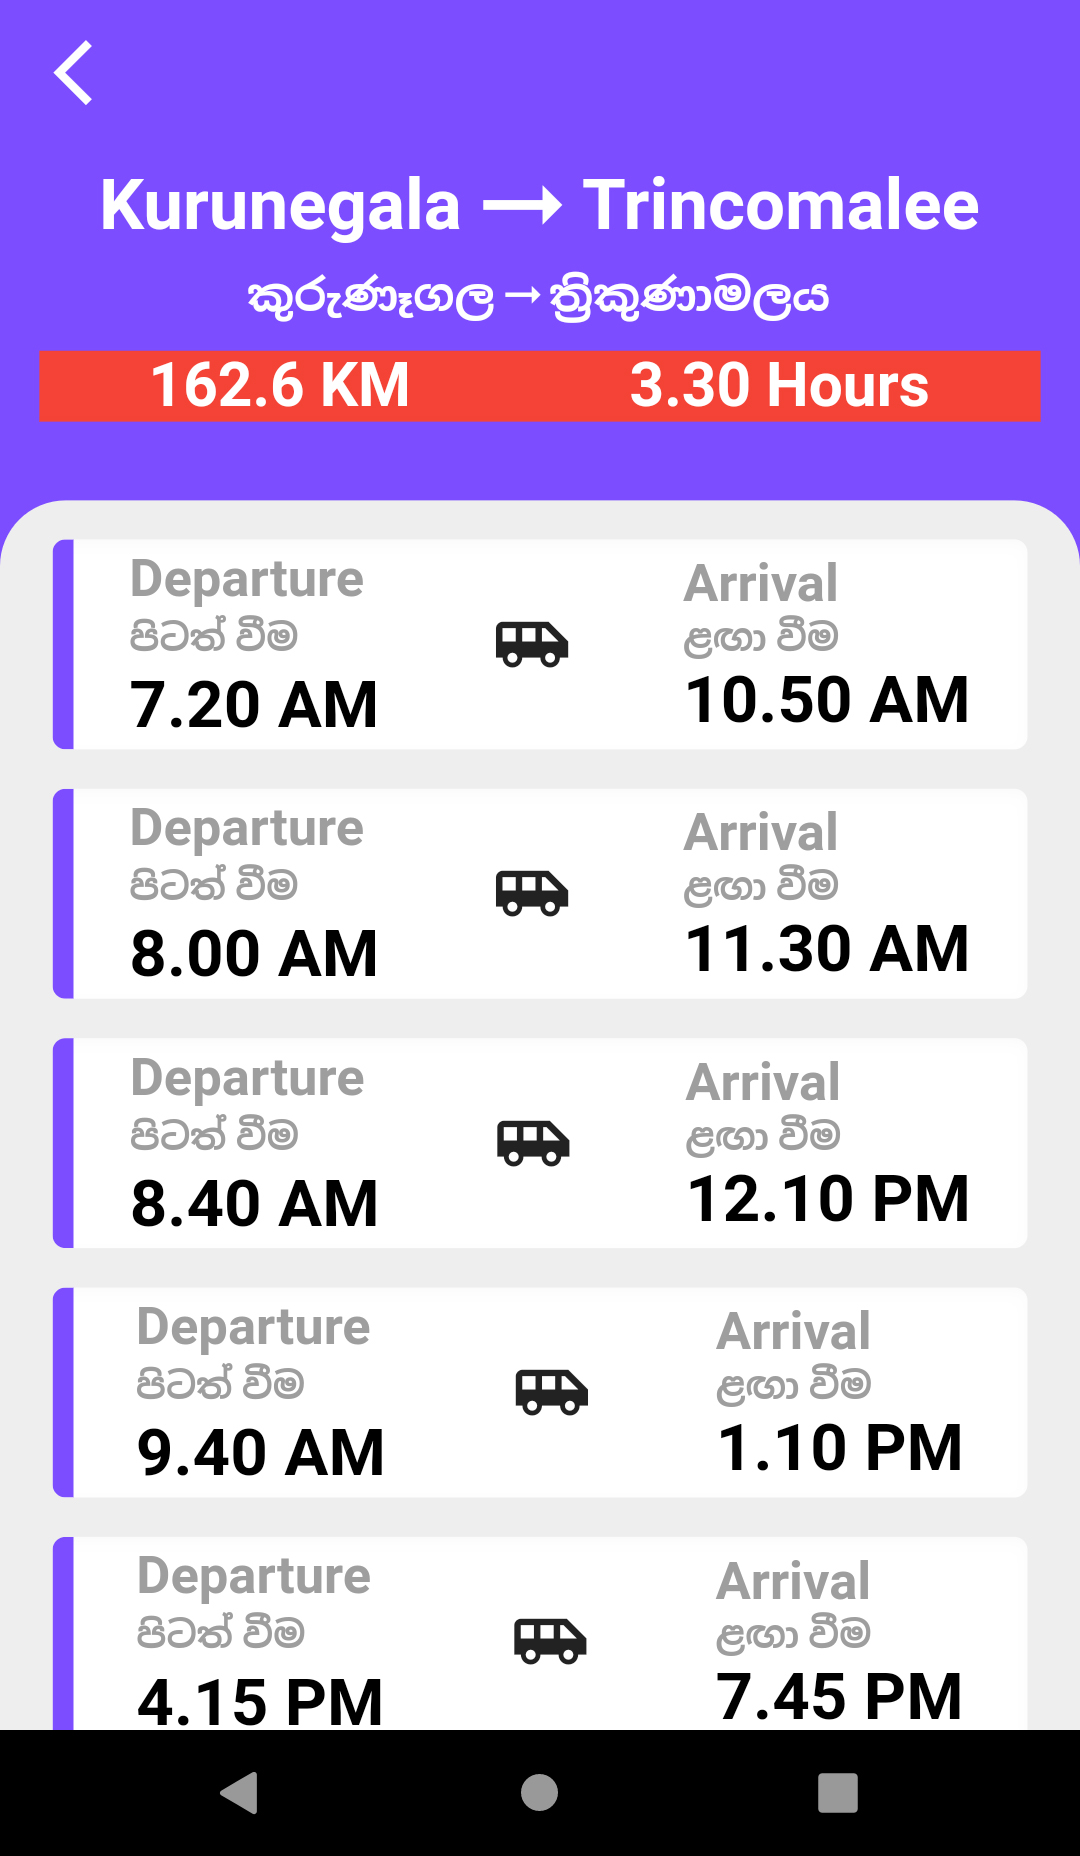 Kurunegala → Trincomalee
කුරුණෑගල → ත්‍රිකුණාමලය
162.6 KM 3.30 Hours
Departure Arrival
පිටත් වීම ළඟා වීම
7.20 AM 10.50 AM
Departure Arrival
පිටත් වීම ළඟා වීම
8.00 AM 11.30 AM
Departure Arrival
පිටත් වීම ළඟා වීම
8.40 AM 12.10 PM
Departure Arrival
පිටත් වීම ළඟා වීම
9.40 AM 1.10 PM
Departure Arrival
පිටත් වීම ළඟා වීම
4.15 PM 7.45 PM